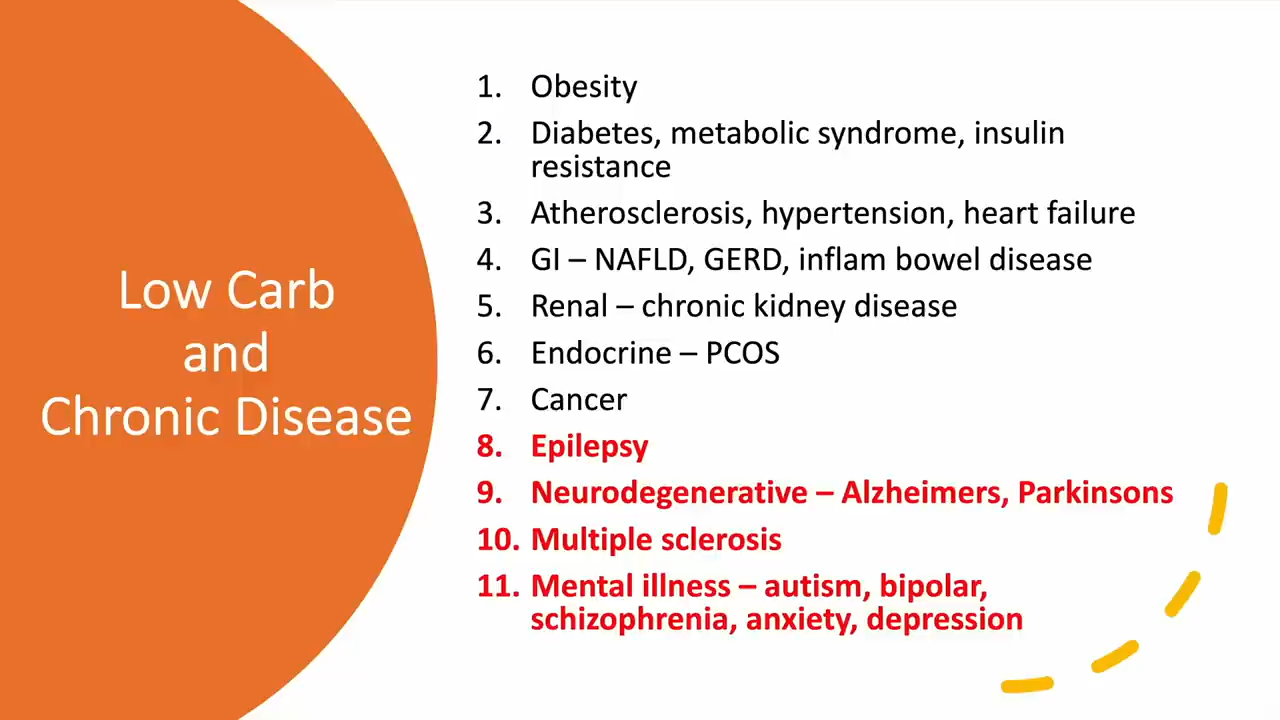 Low Carb
and
Chronic Disease
1. Obesity
2. Diabetes, metabolic syndrome, insulin
resistance
3. Atherosclerosis, hypertension, heart failure
4. GI – NAFLD, GERD, inflam bowel disease
5. Renal – chronic kidney disease
6. Endocrine – PCOS
7. Cancer
8. Epilepsy
9. Neurodegenerative – Alzheimers, Parkinsons
10. Multiple sclerosis
11. Mental illness – autism, bipolar,
schizophrenia, anxiety, depression